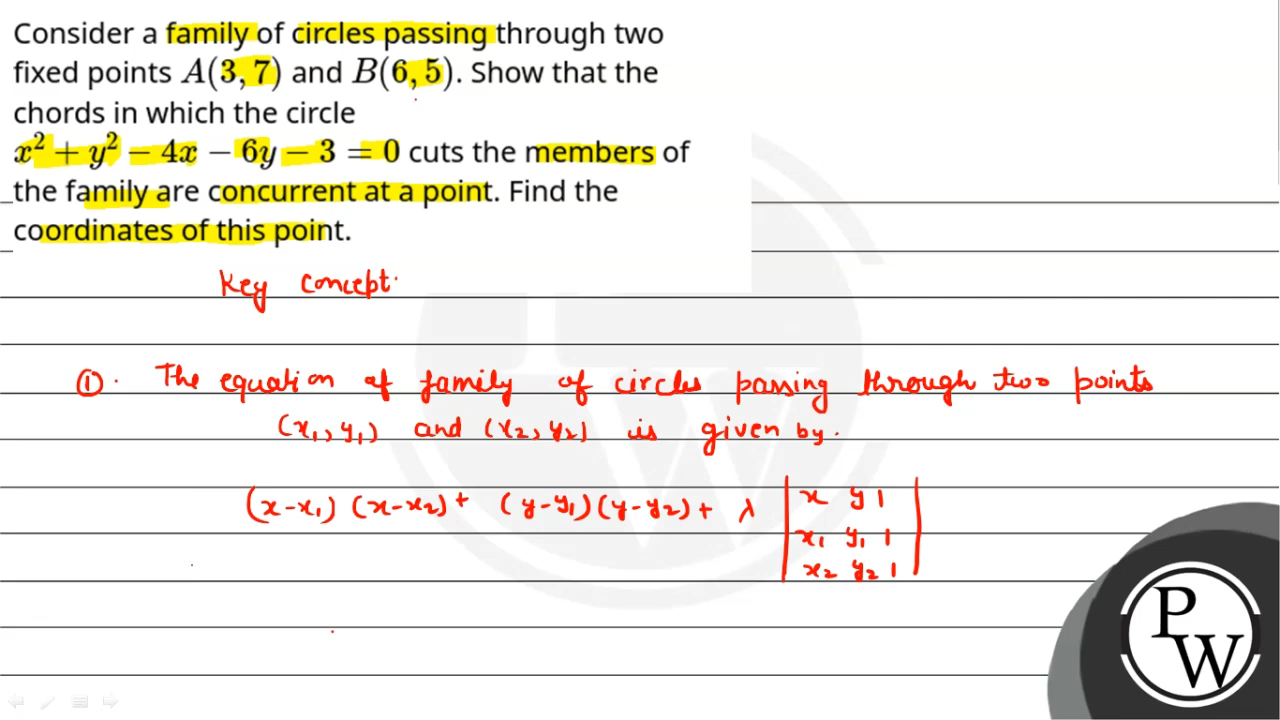 Consider a family of circles passing through two
fixed points A(3, 7) and B(6, 5). Show that the
chords in which the circle
x² + y² − 4x − 6y − 3 = 0 cuts the members of
the family are concurrent at a point. Find the
coordinates of this point.
Key concept.
①. The equation of family of circles passing through two points
(x₁, y₁) and (x₂, y₂) is given by.
(x-x₁) (x-x₂) + (y-y₁)(y-y₂) + λ | x y 1 |
| x₁ y₁ 1 |
| x₂ y₂ 1 |
P
W